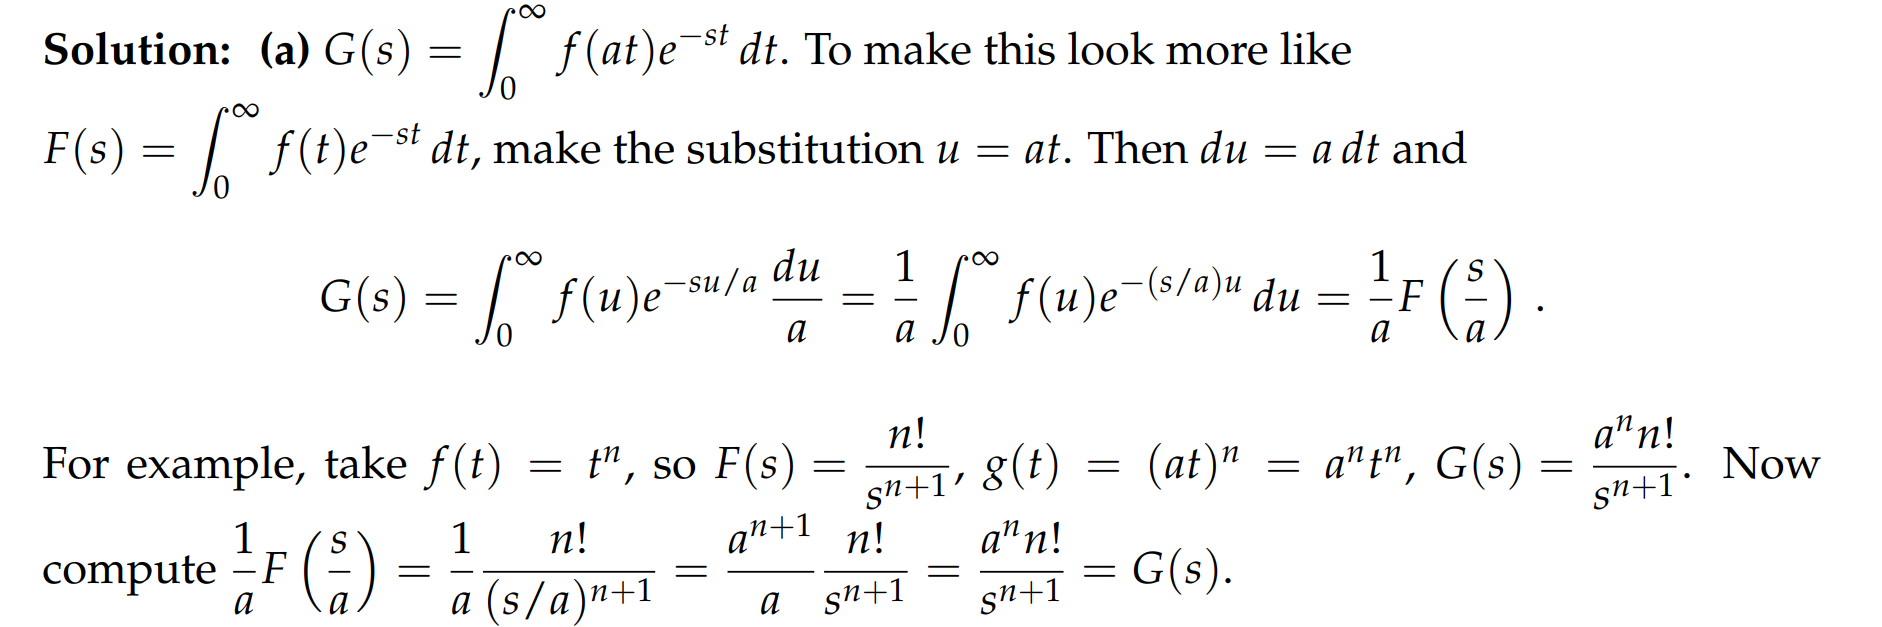 Solution: (a) $G(s) = \int_0^\infty f(at)e^{-st}\,dt$. To make this look more like
$F(s) = \int_0^\infty f(t)e^{-st}\,dt$, make the substitution $u = at$. Then $du = a\,dt$ and
$G(s) = \int_0^\infty f(u)e^{-su/a}\,\frac{du}{a} = \frac{1}{a}\int_0^\infty f(u)e^{-(s/a)u}\,du = \frac{1}{a}F\left(\frac{s}{a}\right).$
For example, take $f(t) = t^n$, so $F(s) = \frac{n!}{s^{n+1}}$, $g(t) = (at)^n = a^n t^n$, $G(s) = \frac{a^n n!}{s^{n+1}}$. Now
compute $\frac{1}{a}F\left(\frac{s}{a}\right) = \frac{1}{a}\frac{n!}{(s/a)^{n+1}} = \frac{a^{n+1}}{a}\frac{n!}{s^{n+1}} = \frac{a^n n!}{s^{n+1}} = G(s)$.